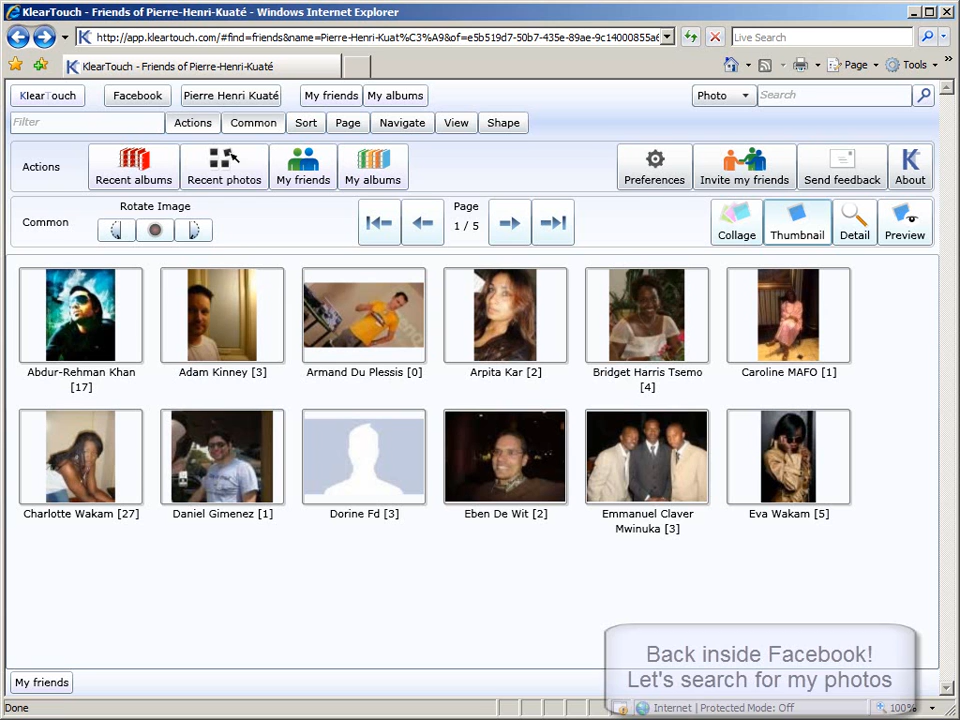 KlearTouch - Friends of Pierre-Henri-Kuaté - Windows Internet Explorer
http://app.kleartouch.com/#find=friends&name=Pierre-Henri-Kuat%C3%A9&of=e5b519d7-50b7-435e-89ae-9c14000855a6
Live Search
KlearTouch - Friends of Pierre-Henri-Kuaté
Page
Tools
KlearTouch
Facebook
Pierre Henri Kuaté
My friends
My albums
Photo
Search
Filter
Actions
Common
Sort
Page
Navigate
View
Shape
Actions
Recent albums
Recent photos
My friends
My albums
Preferences
Invite my friends
Send feedback
About
Common
Rotate Image
Page
1 / 5
Collage
Thumbnail
Detail
Preview
Abdur-Rehman Khan
[17]
Adam Kinney [3]
Armand Du Plessis [0]
Arpita Kar [2]
Bridget Harris Tsemo
[4]
Caroline MAFO [1]
Charlotte Wakam [27]
Daniel Gimenez [1]
Dorine Fd [3]
Eben De Wit [2]
Emmanuel Claver
Mwinuka [3]
Eva Wakam [5]
Back inside Facebook!
Let's search for my photos
My friends
Done
Internet | Protected Mode: Off
100%